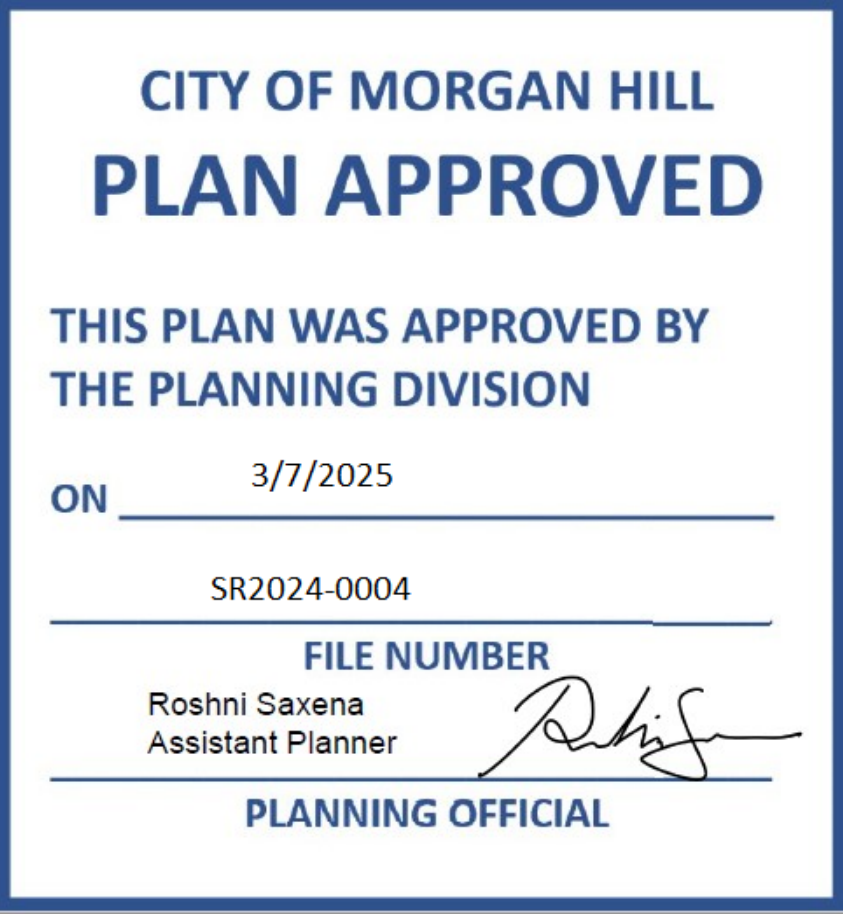 CITY OF MORGAN HILL
PLAN APPROVED
THIS PLAN WAS APPROVED BY
THE PLANNING DIVISION
ON 3/7/2025
SR2024-0004
FILE NUMBER
Roshni Saxena
Assistant Planner
PLANNING OFFICIAL